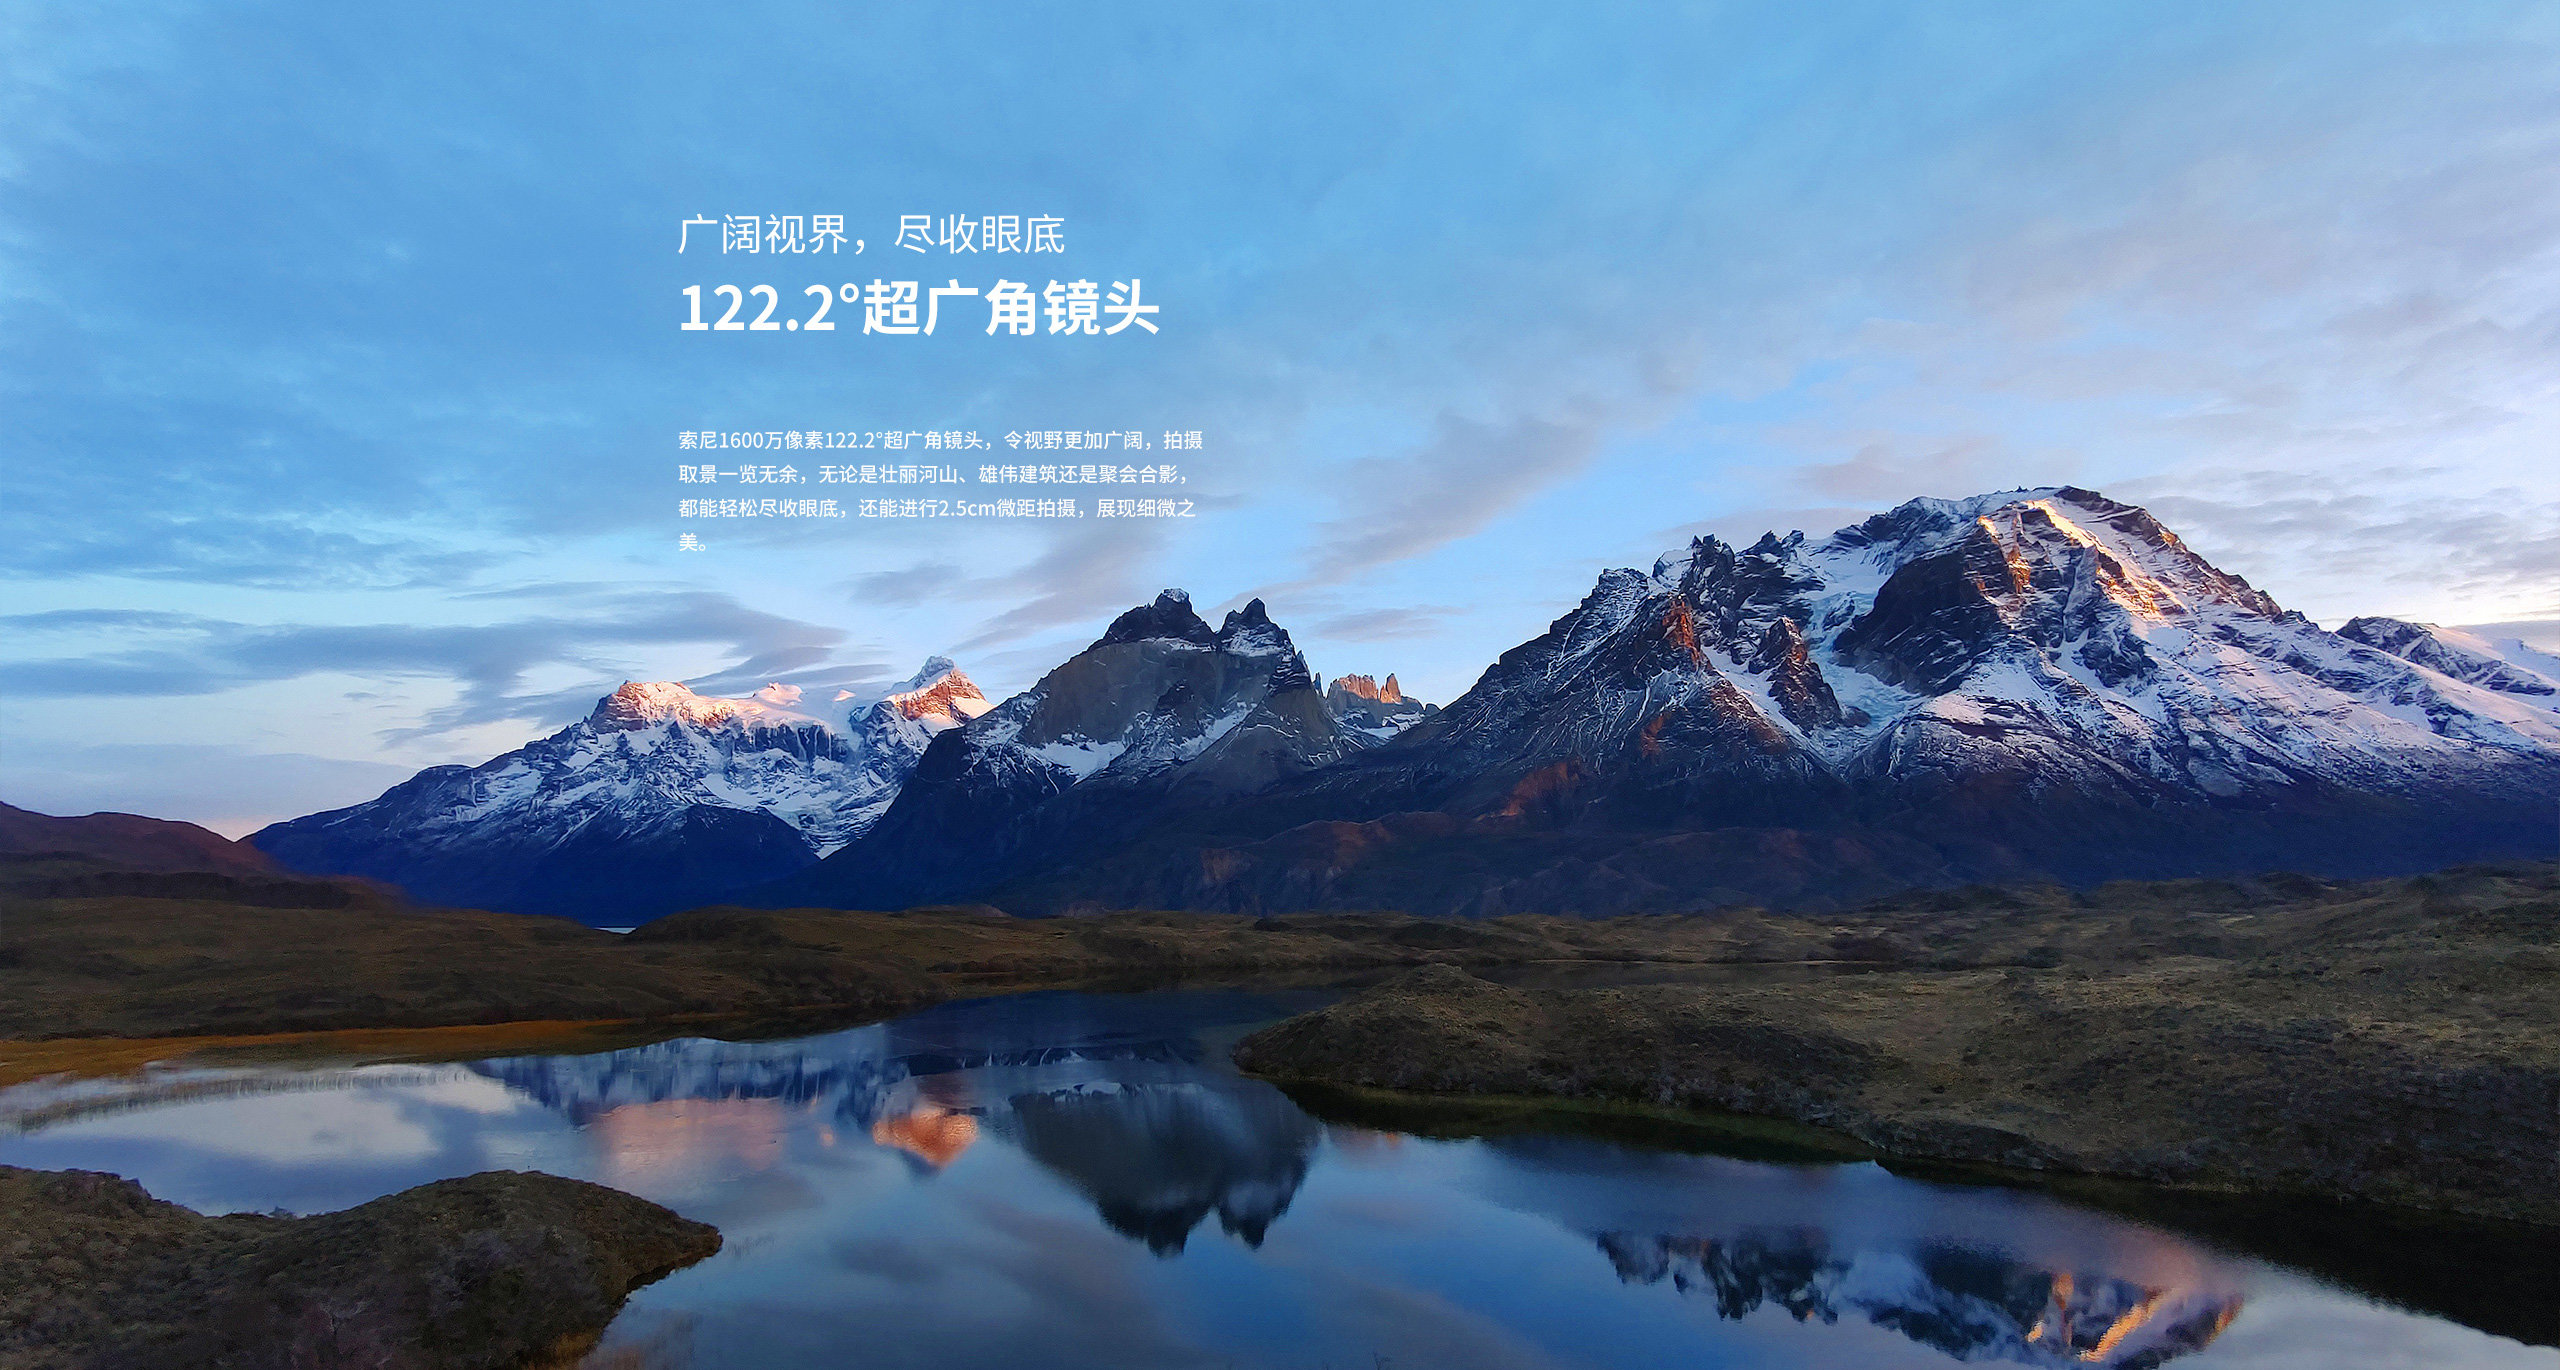 广阔视界，尽收眼底
122.2°超广角镜头
索尼1600万像素122.2°超广角镜头，令视野更加广阔，拍摄
取景一览无余，无论是壮丽河山、雄伟建筑还是聚会合影，
都能轻松尽收眼底，还能进行2.5cm微距拍摄，展现细微之
美。